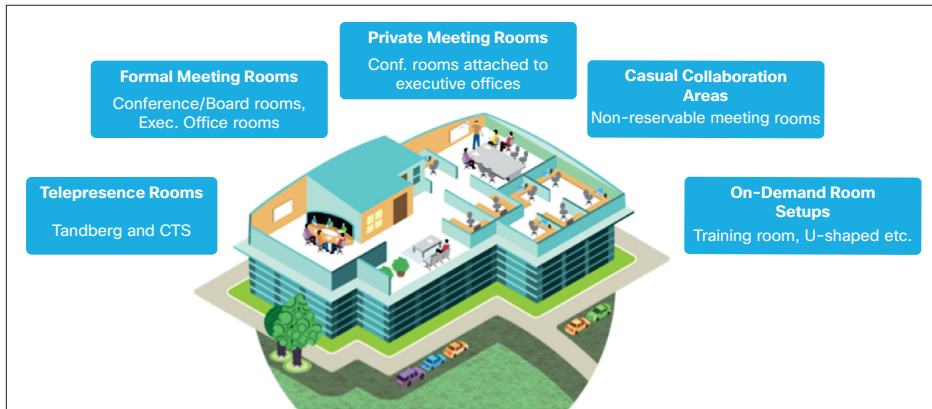 Private Meeting Rooms
Conf. rooms attached to
executive offices
Formal Meeting Rooms
Conference/Board rooms,
Exec. Office rooms
Casual Collaboration
Areas
Non-reservable meeting rooms
Telepresence Rooms
Tandberg and CTS
On-Demand Room
Setups
Training room, U-shaped etc.